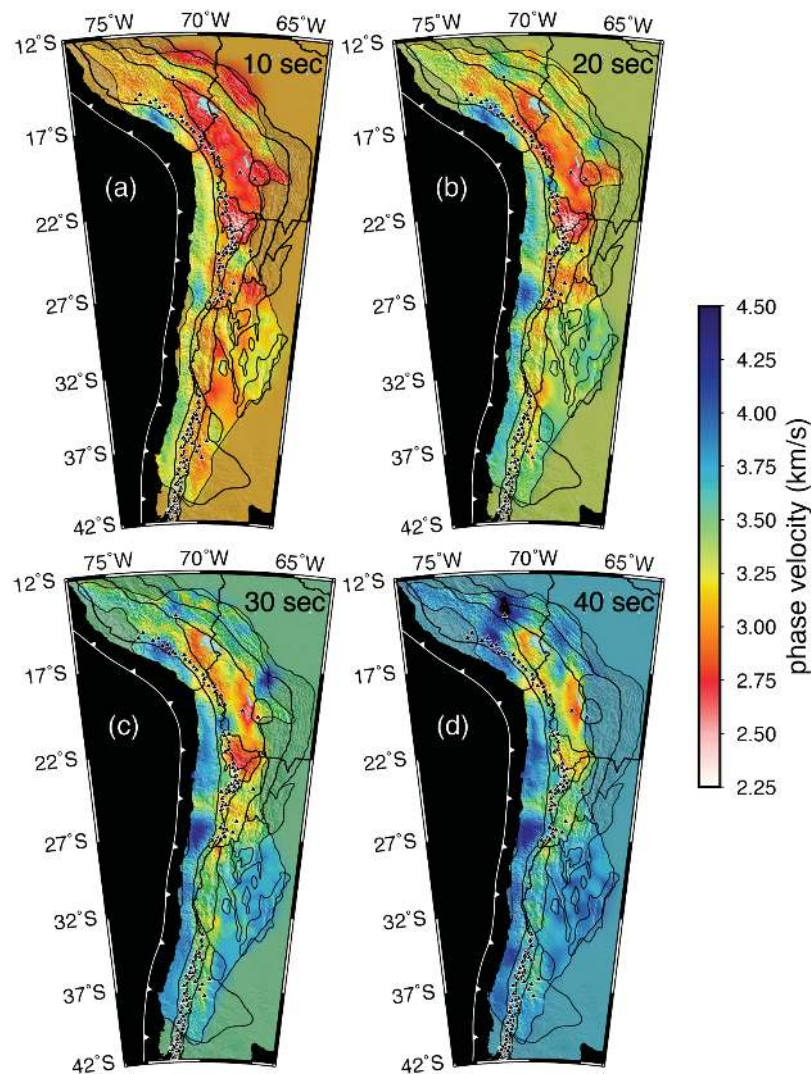 75°W 70°W 65°W
12°S
10 sec
17°S
(a)
22°S
27°S
32°S
37°S
42°S
75°W 70°W 65°W
12°S
20 sec
17°S
(b)
22°S
27°S
32°S
37°S
42°S
75°W 70°W 65°W
12°S
30 sec
17°S
(c)
22°S
27°S
32°S
37°S
42°S
75°W 70°W 65°W
12°S
40 sec
17°S
(d)
22°S
27°S
32°S
37°S
42°S
4.50
4.25
4.00
3.75
3.50
3.25
3.00
2.75
2.50
2.25
phase velocity (km/s)